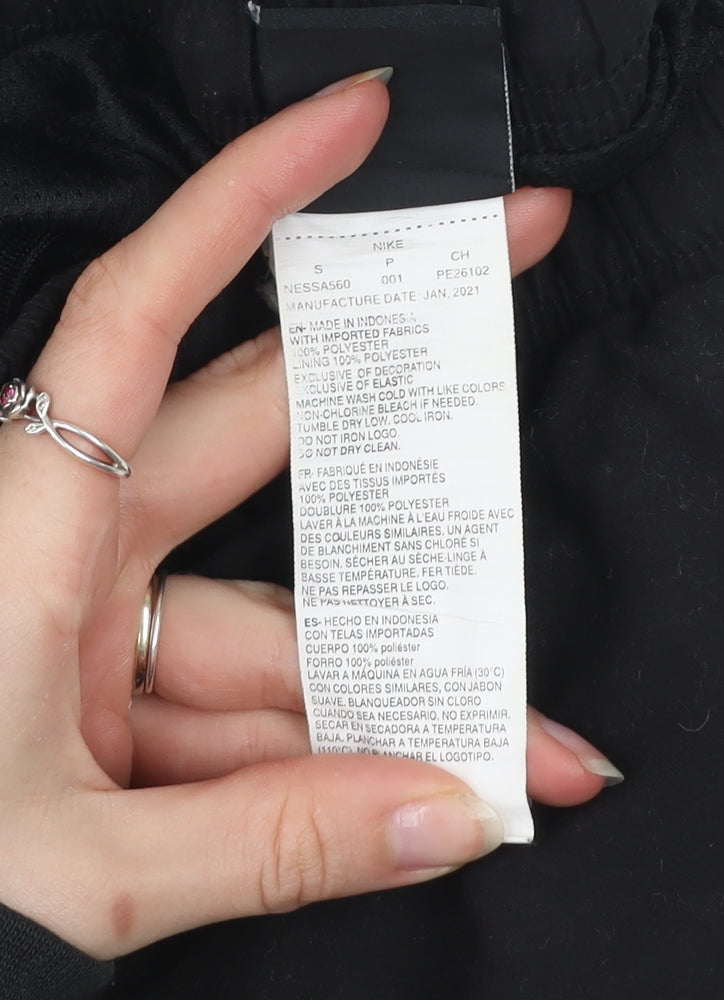 NIKE
S P CH
NESSA560 001 PE26102
MANUFACTURE DATE: JAN. 2021
EN- MADE IN INDONESIA
WITH IMPORTED FABRICS
100% POLYESTER
LINING 100% POLYESTER
EXCLUSIVE OF DECORATION
EXCLUSIVE OF ELASTIC
MACHINE WASH COLD WITH LIKE COLORS
NON-CHLORINE BLEACH IF NEEDED.
TUMBLE DRY LOW. COOL IRON.
DO NOT IRON LOGO.
DO NOT DRY CLEAN.
FR- FABRIQUÉ EN INDONÉSIE
AVEC DES TISSUS IMPORTÉS
100% POLYESTER
DOUBLURE 100% POLYESTER
LAVER À LA MACHINE À L'EAU FROIDE AVEC
DES COULEURS SIMILAIRES. UN AGENT
DE BLANCHIMENT SANS CHLORÉ SI
BESOIN. SÉCHER AU SÈCHE-LINGE À
BASSE TEMPÉRATURE. FER TIÈDE.
NE PAS REPASSER LE LOGO.
NE PAS NETTOYER À SEC.
ES- HECHO EN INDONESIA
CON TELAS IMPORTADAS
CUERPO 100% poliéster
FORRO 100% poliéster
LAVAR A MÁQUINA EN AGUA FRÍA (30°C)
CON COLORES SIMILARES, CON JABON
SUAVE. BLANQUEADOR SIN CLORO
CUANDO SEA NECESARIO. NO EXPRIMIR.
SECAR EN SECADORA A TEMPERATURA
BAJA. PLANCHAR A TEMPERATURA BAJA
(110°C). NO PLANCHAR EL LOGOTIPO.